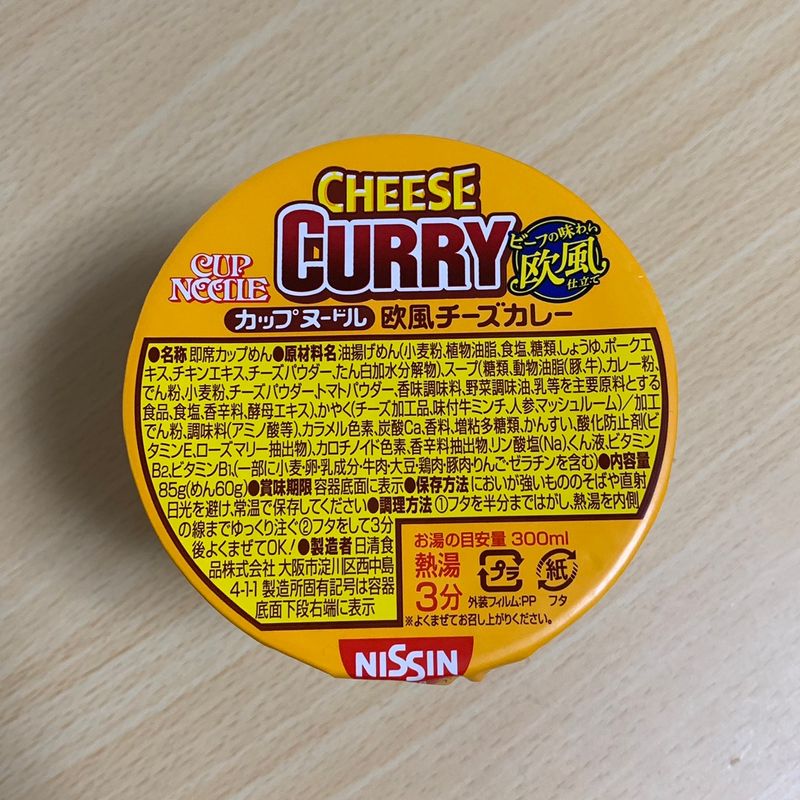 CHEESE
CURRY
ビーフの味わい
欧風
仕立て
CUP
NOODLE
カップヌードル 欧風チーズカレー
●名称 即席カップめん●原材料名 油揚げめん(小麦粉、植物油脂、食塩、糖類、しょうゆ、ポークエ
キス、チキンエキス、チーズパウダー、たん白加水分解物)、スープ(糖類、動物油脂(豚、牛)、カレー粉、
でん粉、小麦粉、チーズパウダー、トマトパウダー、香味調味料、野菜調味油、乳等を主要原料とする
食品、食塩、香辛料、酵母エキス)、かやく(チーズ加工品、味付牛ミンチ、人参、マッシュルーム)／加工
でん粉、調味料(アミノ酸等)、カラメル色素、炭酸Ca、香料、増粘多糖類、かんすい、酸化防止剤(ビ
タミンE、ローズマリー抽出物)、カロチノイド色素、香辛料抽出物、リン酸塩(Na)、くん液、ビタミン
B2、ビタミンB1、(一部に小麦・卵・乳成分・牛肉・大豆・鶏肉・豚肉・りんご・ゼラチンを含む)●内容量
85g(めん60g)●賞味期限 容器底面に表示●保存方法 においが強いもののそばや直射
日光を避け、常温で保存してください●調理方法 ①フタを半分まではがし、熱湯を内側
の線までゆっくり注ぐ②フタをして3分
後よくまぜてOK!●製造者 日清食
品株式会社 大阪市淀川区西中島
4-1-1 製造所固有記号は容器
底面下段右端に表示
お湯の目安量 300ml
熱湯
3分
プラ
紙
外装フィルム:PP フタ
※よくまぜてお召し上がりください。
NISSIN